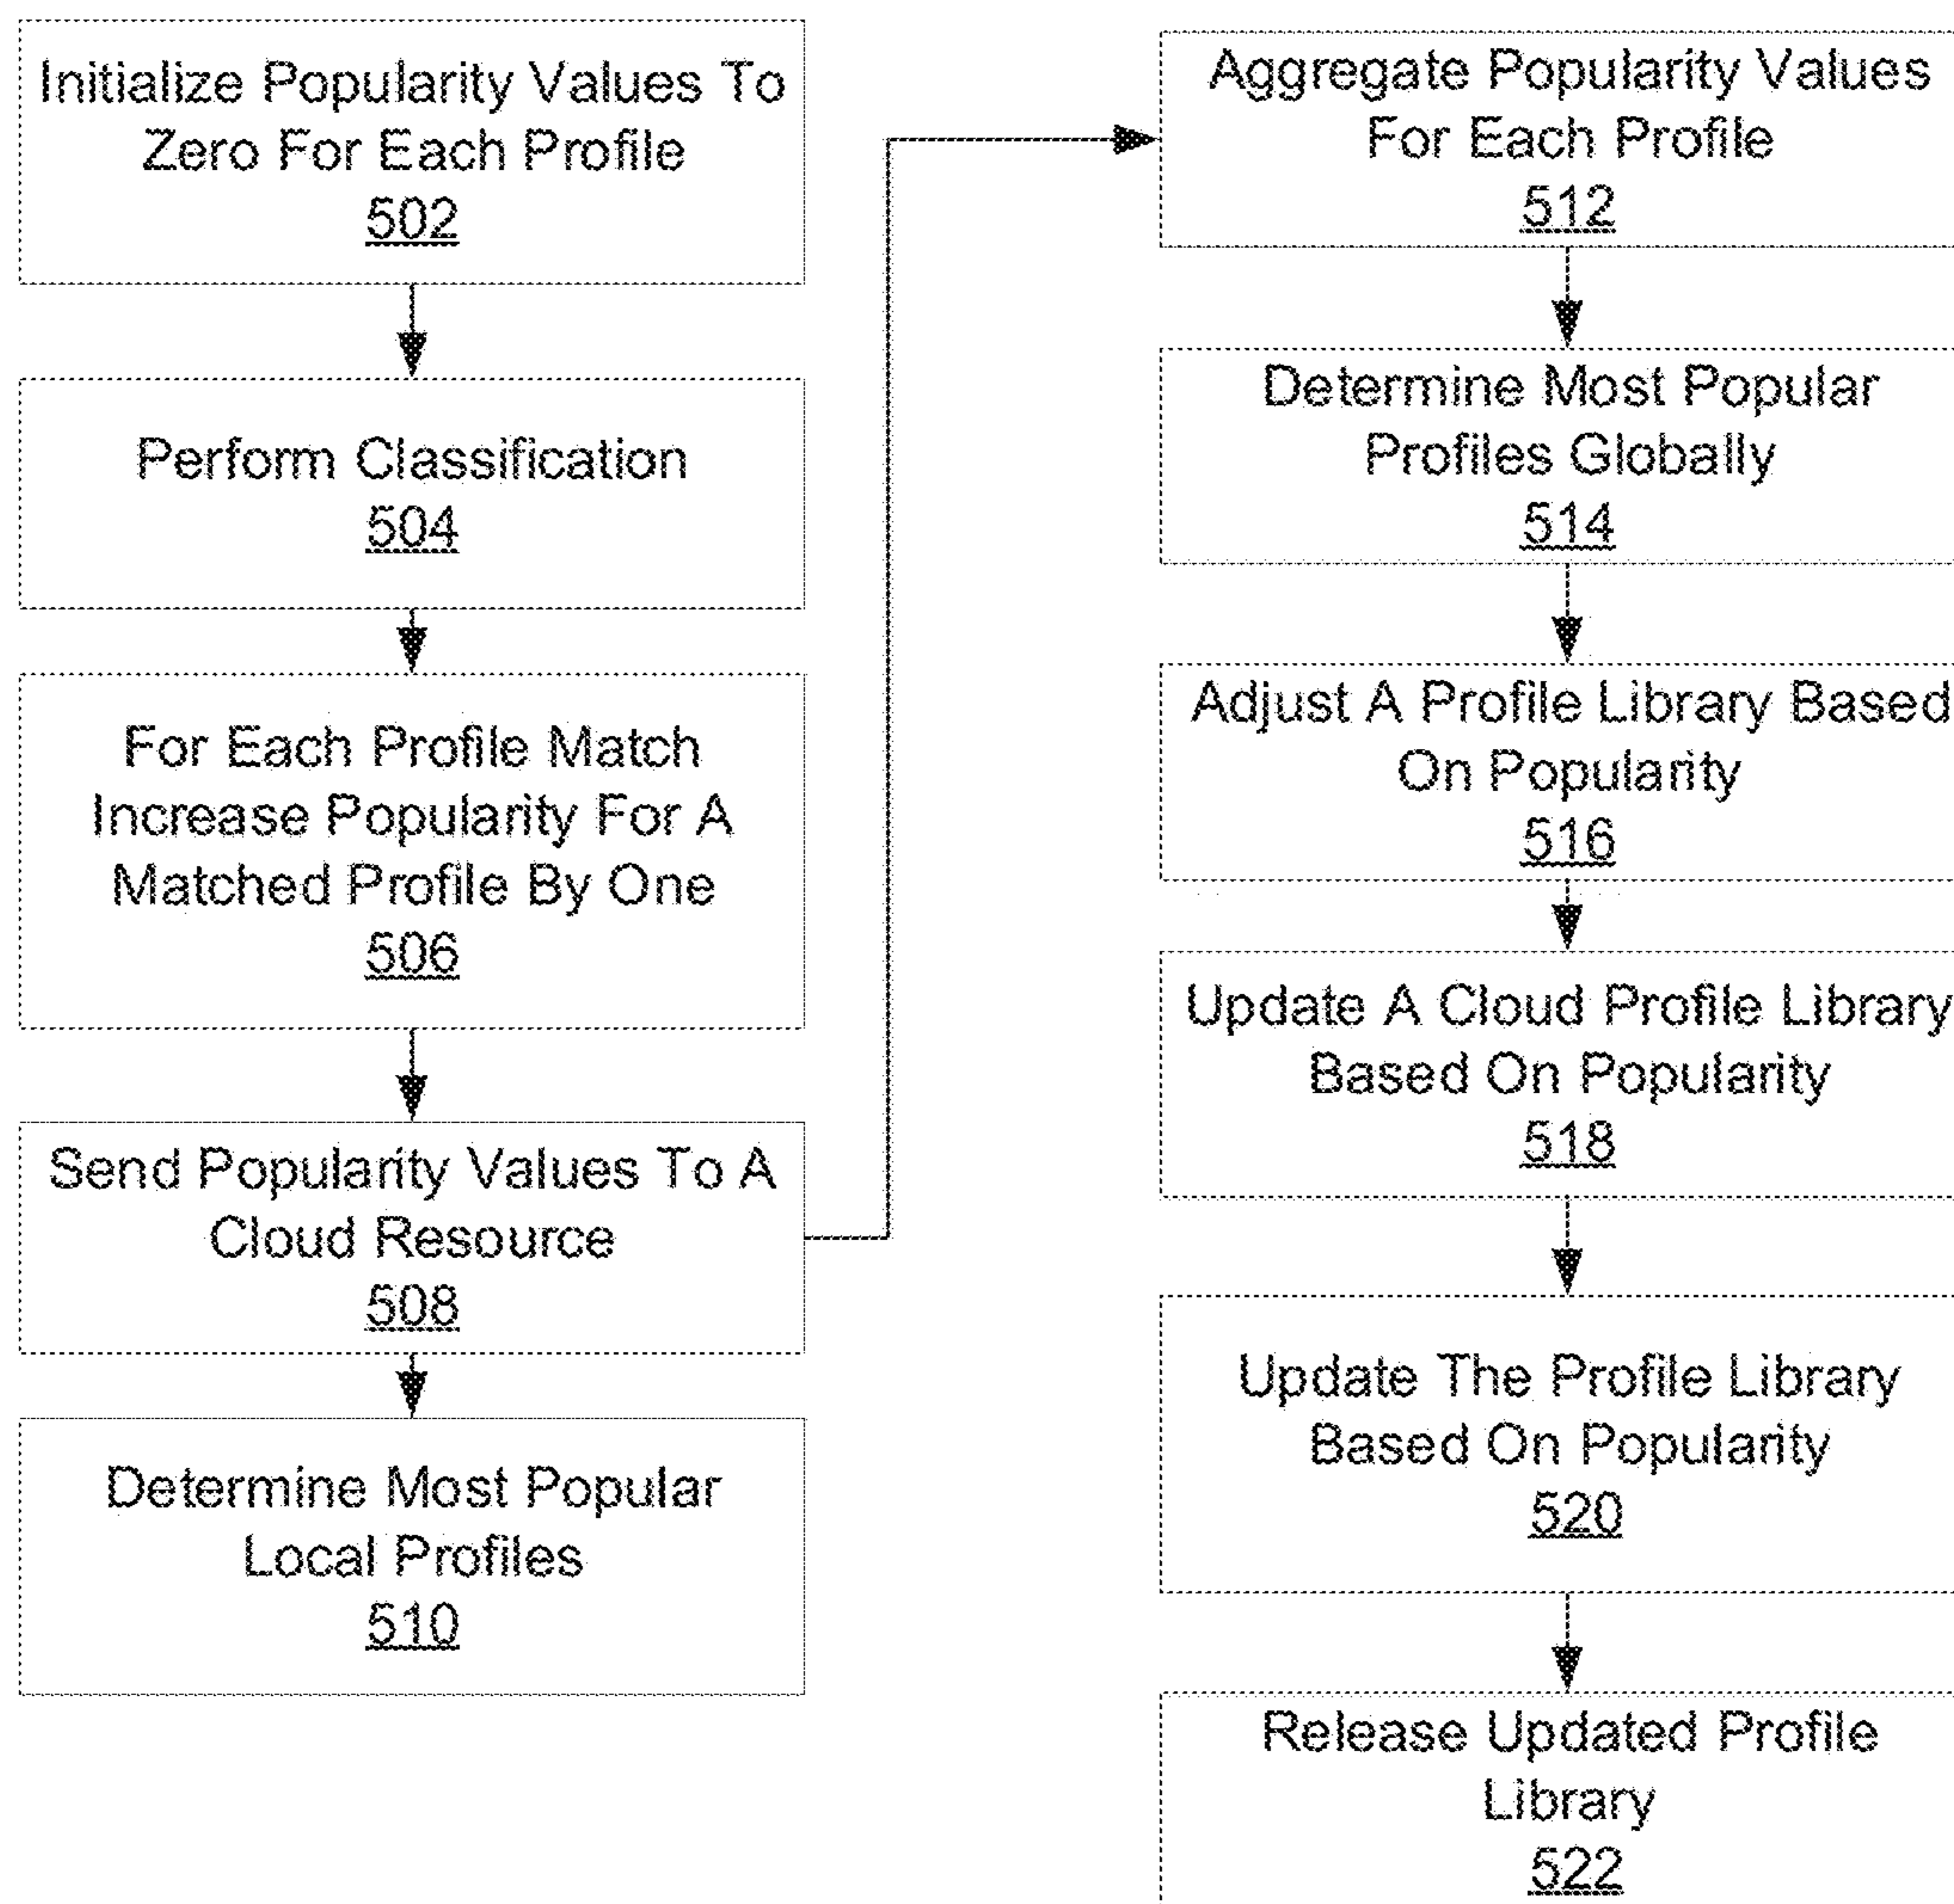 Initialize Popularity Values To
Zero For Each Profile
502
Perform Classification
504
For Each Profile Match
Increase Popularity For A
Matched Profile By One
506
Send Popularity Values To A
Cloud Resource
508
Determine Most Popular
Local Profiles
510
Aggregate Popularity Values
For Each Profile
512
Determine Most Popular
Profiles Globally
514
Adjust A Profile Library Based
On Popularity
516
Update A Cloud Profile Library
Based On Popularity
518
Update The Profile Library
Based On Popularity
520
Release Updated Profile
Library
522